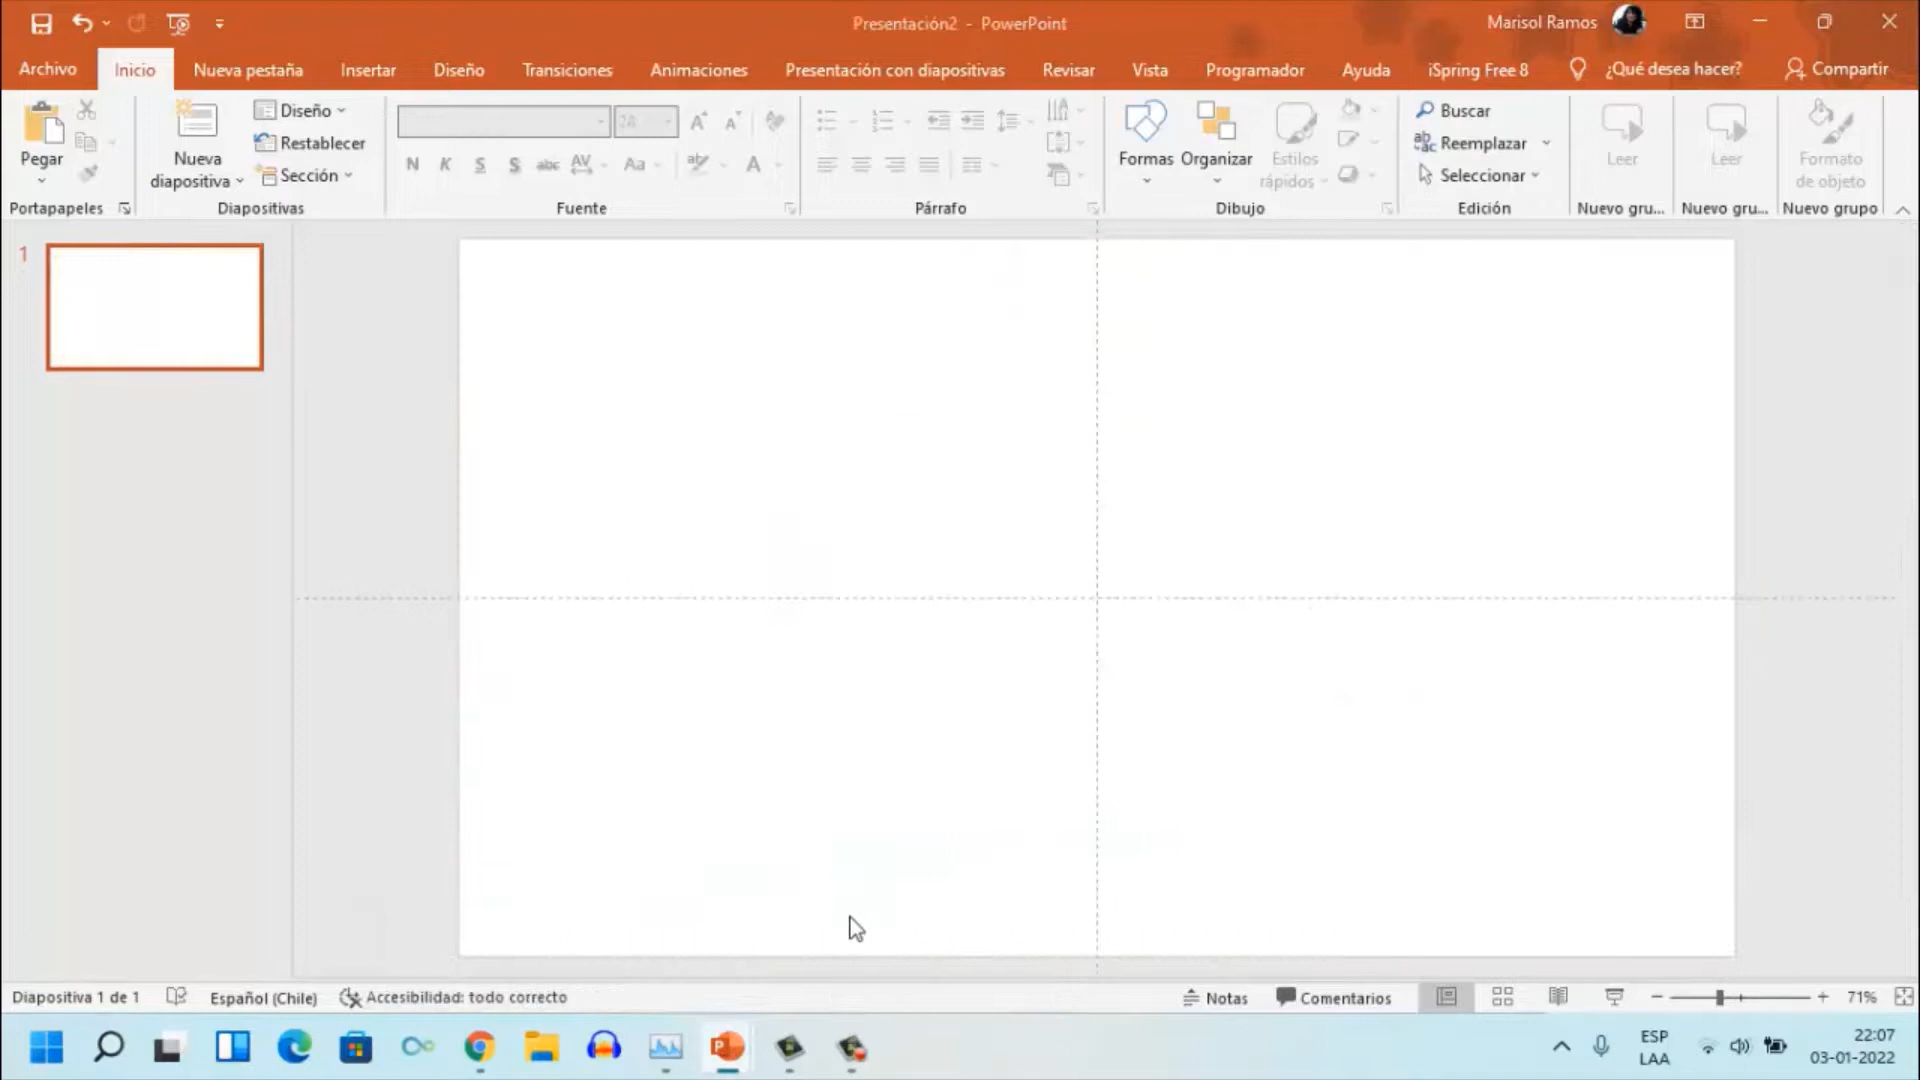 Presentación2 - PowerPoint
Marisol Ramos
Archivo Inicio Nueva pestaña Insertar Diseño Transiciones Animaciones Presentación con diapositivas Revisar Vista Programador Ayuda iSpring Free 8 ¿Qué desea hacer? Compartir
Pegar
Portapapeles
Nueva diapositiva
Diseño
Restablecer
Sección
Diapositivas
24
N K S S abc AV Aa A
Fuente
Párrafo
Formas
Organizar
Estilos rápidos
Dibujo
Buscar
Reemplazar
Seleccionar
Edición
Leer
Nuevo gru...
Leer
Nuevo gru...
Formato de objeto
Nuevo grupo
1
Diapositiva 1 de 1 Español (Chile) Accesibilidad: todo correcto Notas Comentarios 71%
ESP
LAA
22:07
03-01-2022